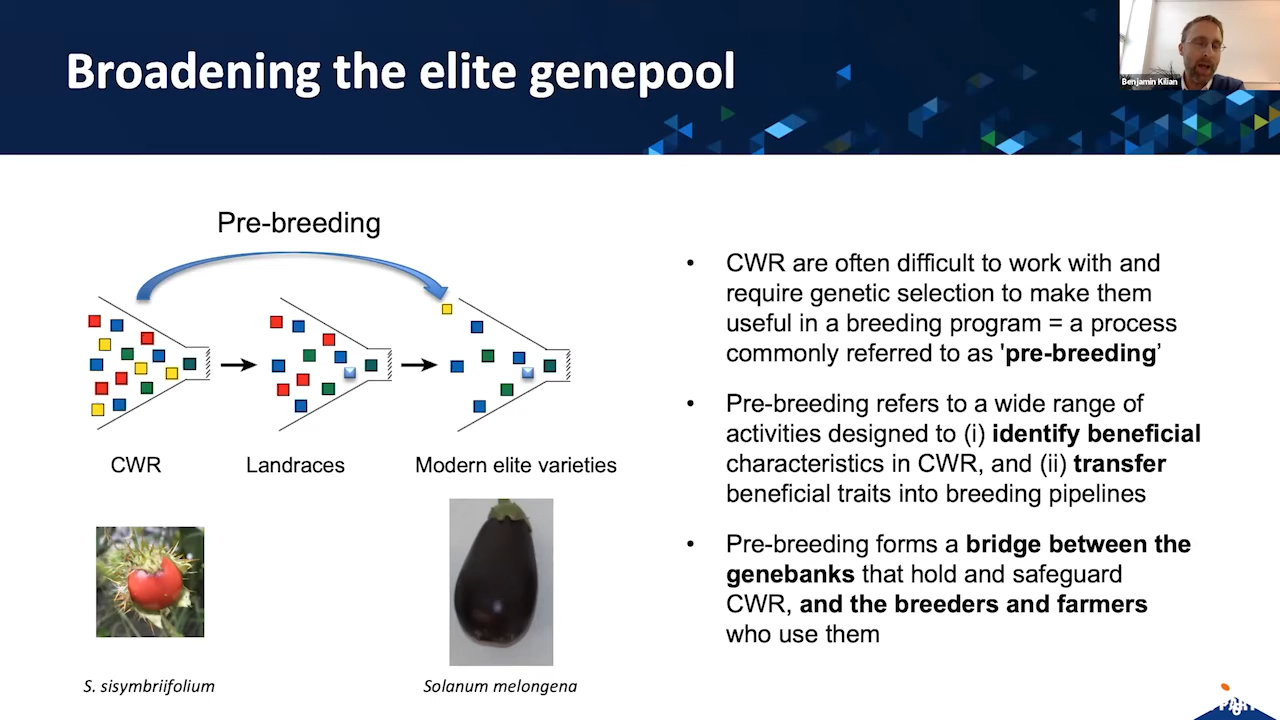 Broadening the elite genepool
Benjamin Kilian
Pre-breeding
CWR
Landraces
Modern elite varieties
S. sisymbriifolium
Solanum melongena
• CWR are often difficult to work with and
require genetic selection to make them
useful in a breeding program = a process
commonly referred to as 'pre-breeding’
• Pre-breeding refers to a wide range of
activities designed to (i) identify beneficial
characteristics in CWR, and (ii) transfer
beneficial traits into breeding pipelines
• Pre-breeding forms a bridge between the
genebanks that hold and safeguard
CWR, and the breeders and farmers
who use them